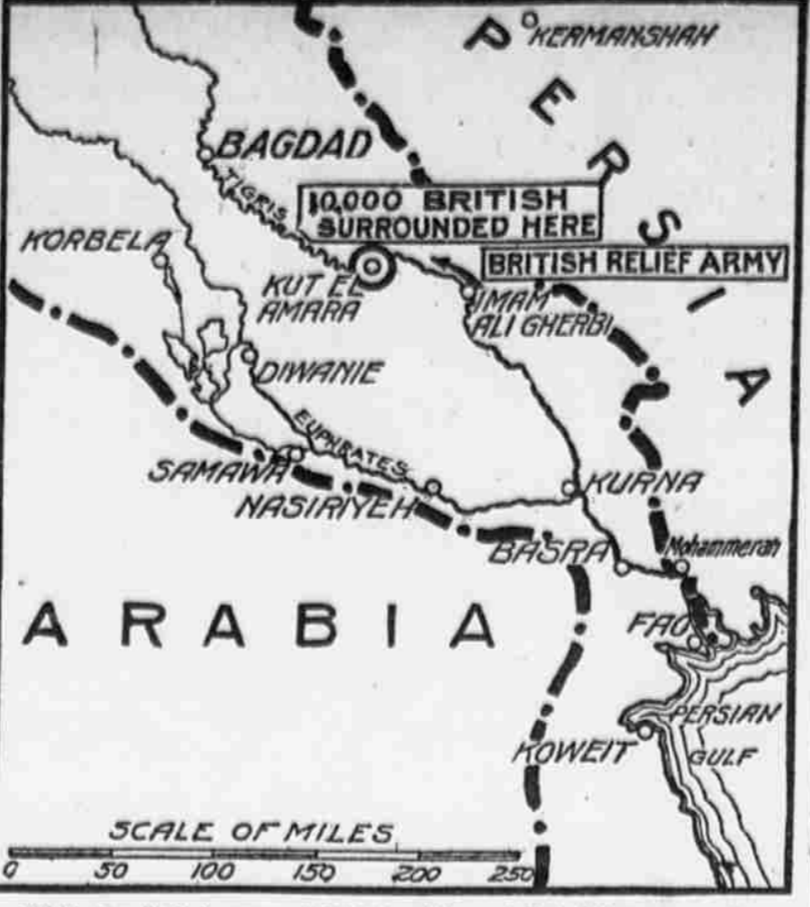 PERSIA
KERMANSHAH
BAGDAD
TIGRIS
10,000 BRITISH
SURROUNDED HERE
KORBELA
BRITISH RELIEF ARMY
KUT EL
AMARA
IMAM
ALI GHERBI
DIWANIE
EUPHRATES
SAMAWA
KURNA
NASIRIYEH
BASRA
Mohammerah
ARABIA
FAO
PERSIAN
GULF
KOWEIT
SCALE OF MILES
0 50 100 150 200 250